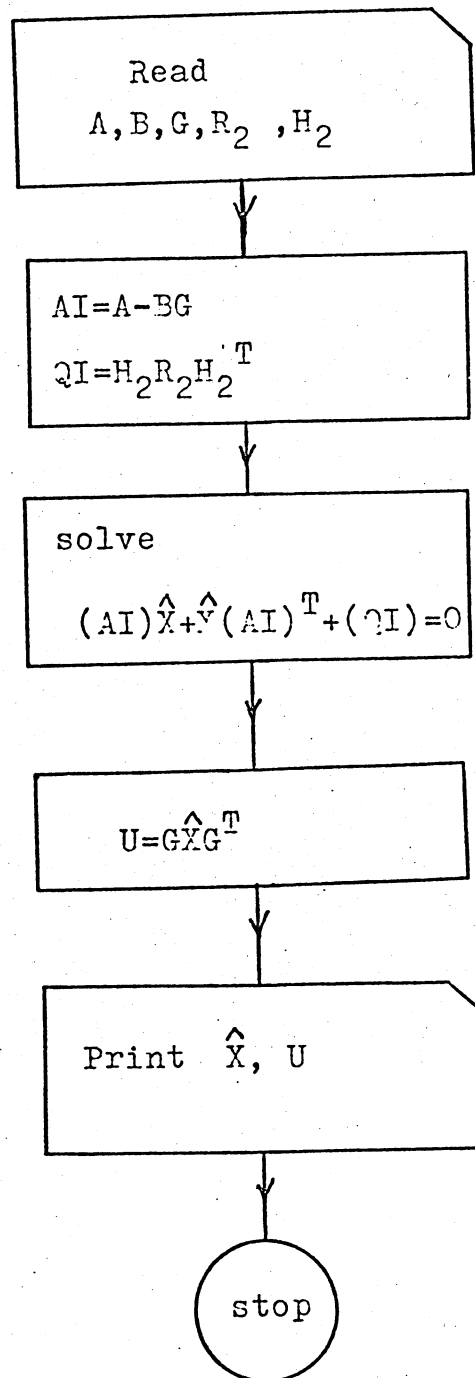 Read
A,B,G,R₂ ,H₂
AI=A-BG
QI=H₂R₂H₂ᵀ
solve
(AI)X̂+X̂(AI)ᵀ+(QI)=0
U=GX̂Gᵀ
Print X̂, U
stop